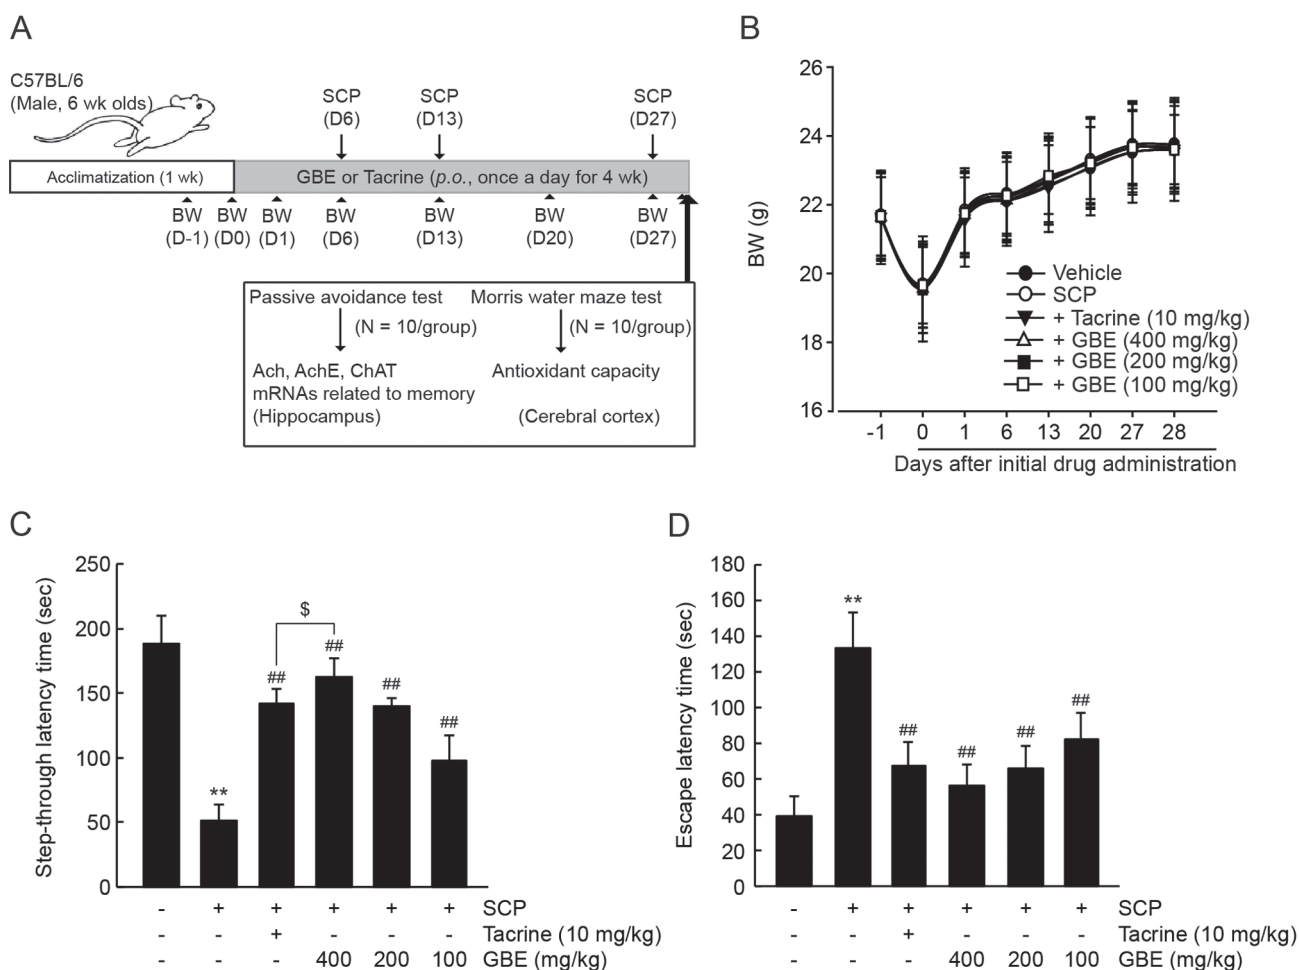 A
C57BL/6
(Male, 6 wk olds)
SCP
(D6)
SCP
(D13)
SCP
(D27)
Acclimatization (1 wk)
GBE or Tacrine (p.o., once a day for 4 wk)
BW
(D-1)
BW
(D0)
BW
(D1)
BW
(D6)
BW
(D13)
BW
(D20)
BW
(D27)
Passive avoidance test
(N = 10/group)
Ach, AchE, ChAT
mRNAs related to memory
(Hippocampus)
Morris water maze test
(N = 10/group)
Antioxidant capacity
(Cerebral cortex)
B
BW (g)
26
24
22
20
18
16
Vehicle
SCP
+ Tacrine (10 mg/kg)
+ GBE (400 mg/kg)
+ GBE (200 mg/kg)
+ GBE (100 mg/kg)
-1 0 1 6 13 20 27 28
Days after initial drug administration
C
Step-through latency time (sec)
250
200
150
100
50
0
**
##
$
##
##
##
- + + + + + SCP
- - + - - - Tacrine (10 mg/kg)
- - - 400 200 100 GBE (mg/kg)
D
Escape latency time (sec)
180
160
140
120
100
80
60
40
20
0
**
##
##
##
##
- + + + + + SCP
- - + - - - Tacrine (10 mg/kg)
- - - 400 200 100 GBE (mg/kg)